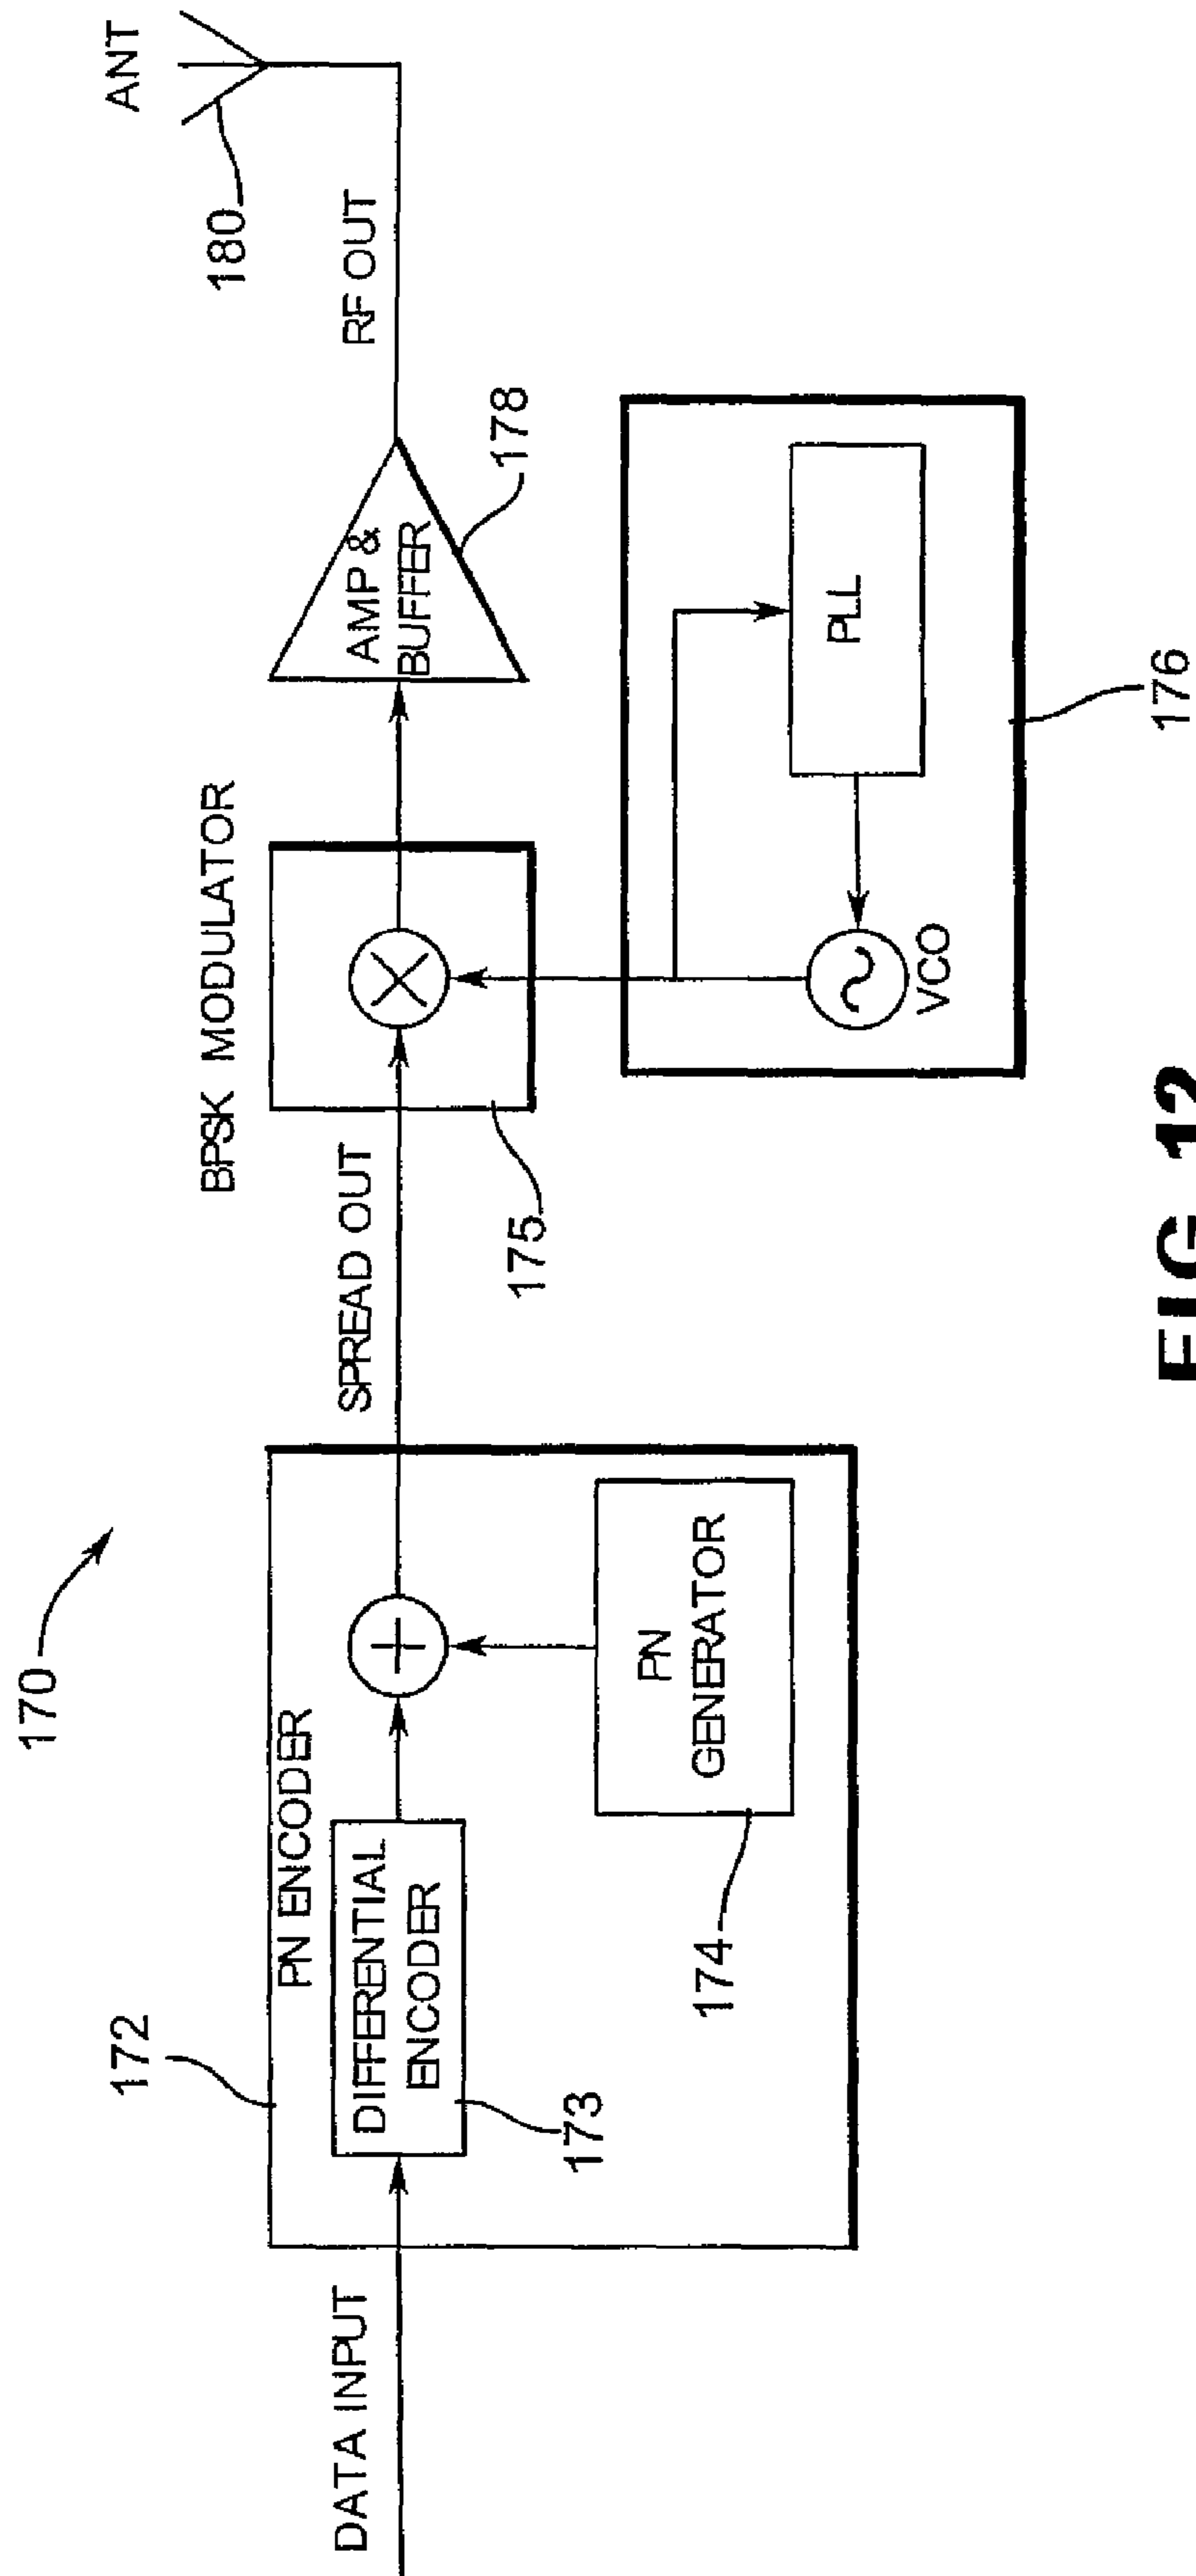 170
DATA INPUT
172
PN ENCODER
DIFFERENTIAL
ENCODER
173
PN
GENERATOR
174
SPREAD OUT
BPSK MODULATOR
175
AMP &
BUFFER
178
RF OUT
ANT
180
VCO
PLL
176
FIG 12